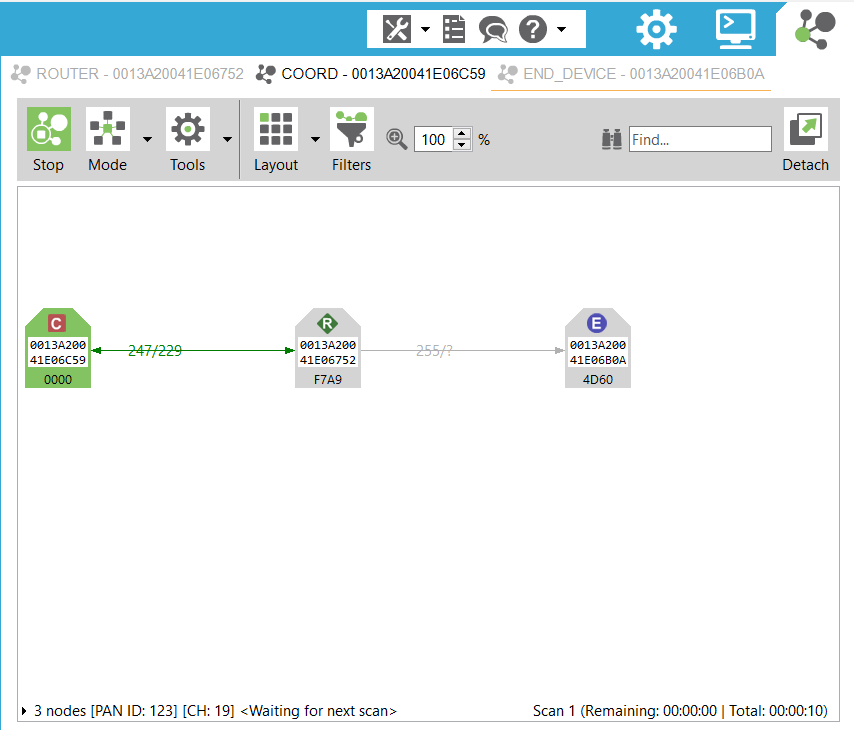 ROUTER - 0013A20041E06752 COORD - 0013A20041E06C59 END_DEVICE - 0013A20041E06B0A
100 % Find...
Stop Mode Tools Layout Filters Detach
C R E
0013A200 0013A200 0013A200
247/229 255/?
41E06C59 41E06752 41E06B0A
0000 F7A9 4D60
3 nodes [PAN ID: 123] [CH: 19] <Waiting for next scan> Scan 1 (Remaining: 00:00:00 | Total: 00:00:10)